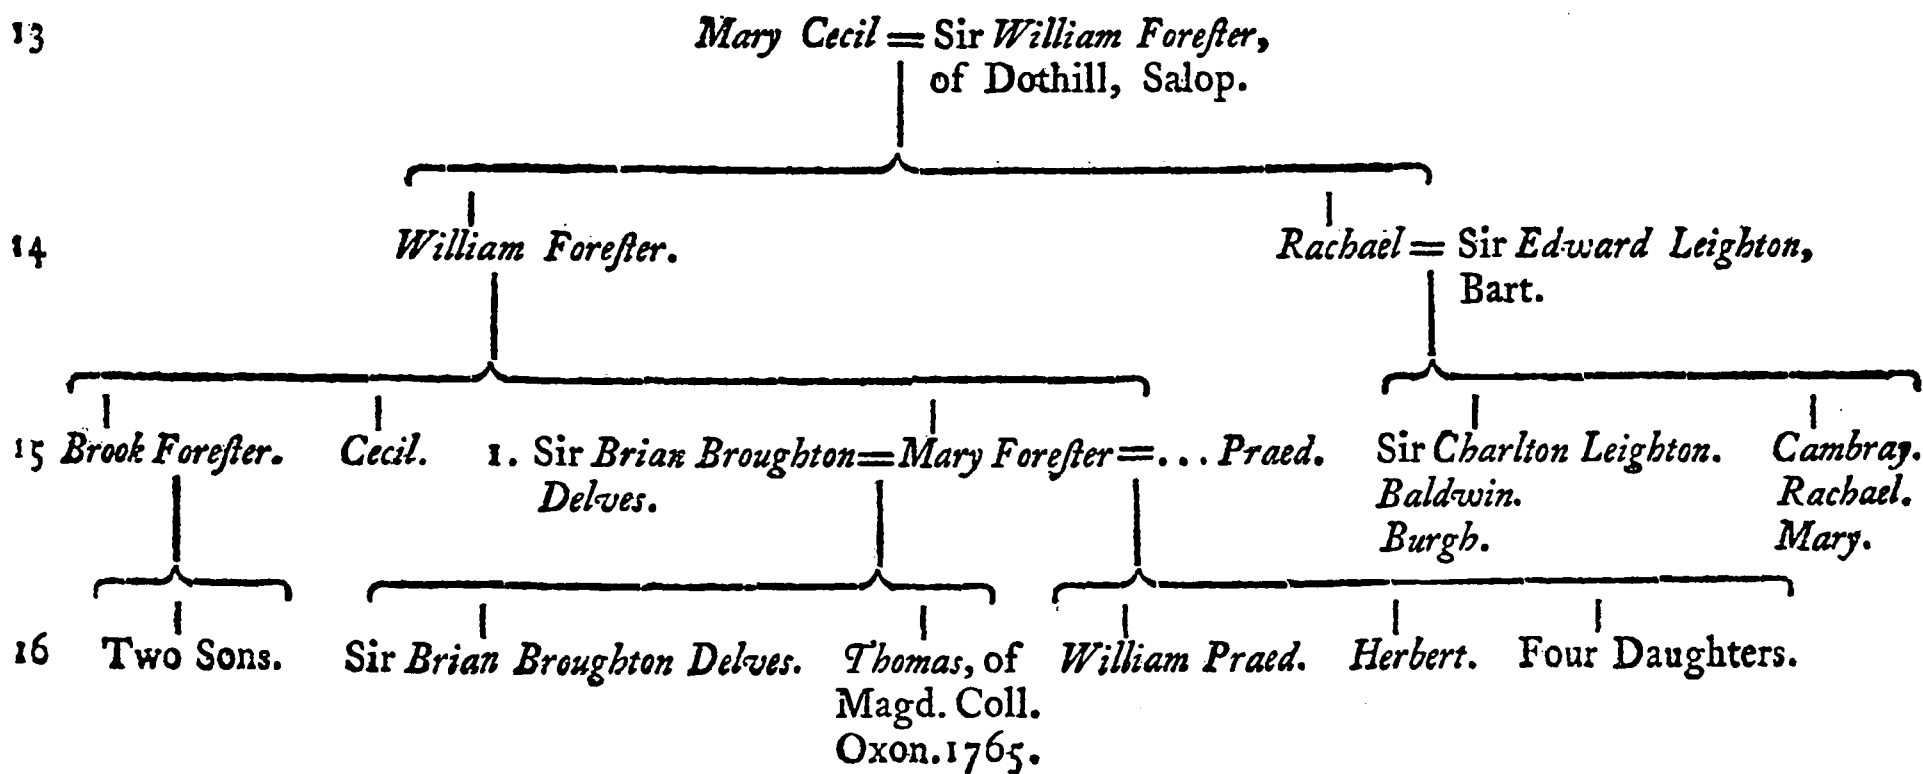 13 Mary Cecil = Sir William Foreſter,
of Dothill, Salop.
14 William Foreſter. Rachael = Sir Edward Leighton,
Bart.
15 Brook Foreſter. Cecil. 1. Sir Brian Broughton = Mary Foreſter = ... Praed. Sir Charlton Leighton. Cambray.
Delves. Baldwin. Rachael.
Burgh. Mary.
16 Two Sons. Sir Brian Broughton Delves. Thomas, of William Praed. Herbert. Four Daughters.
Magd. Coll.
Oxon. 1765.